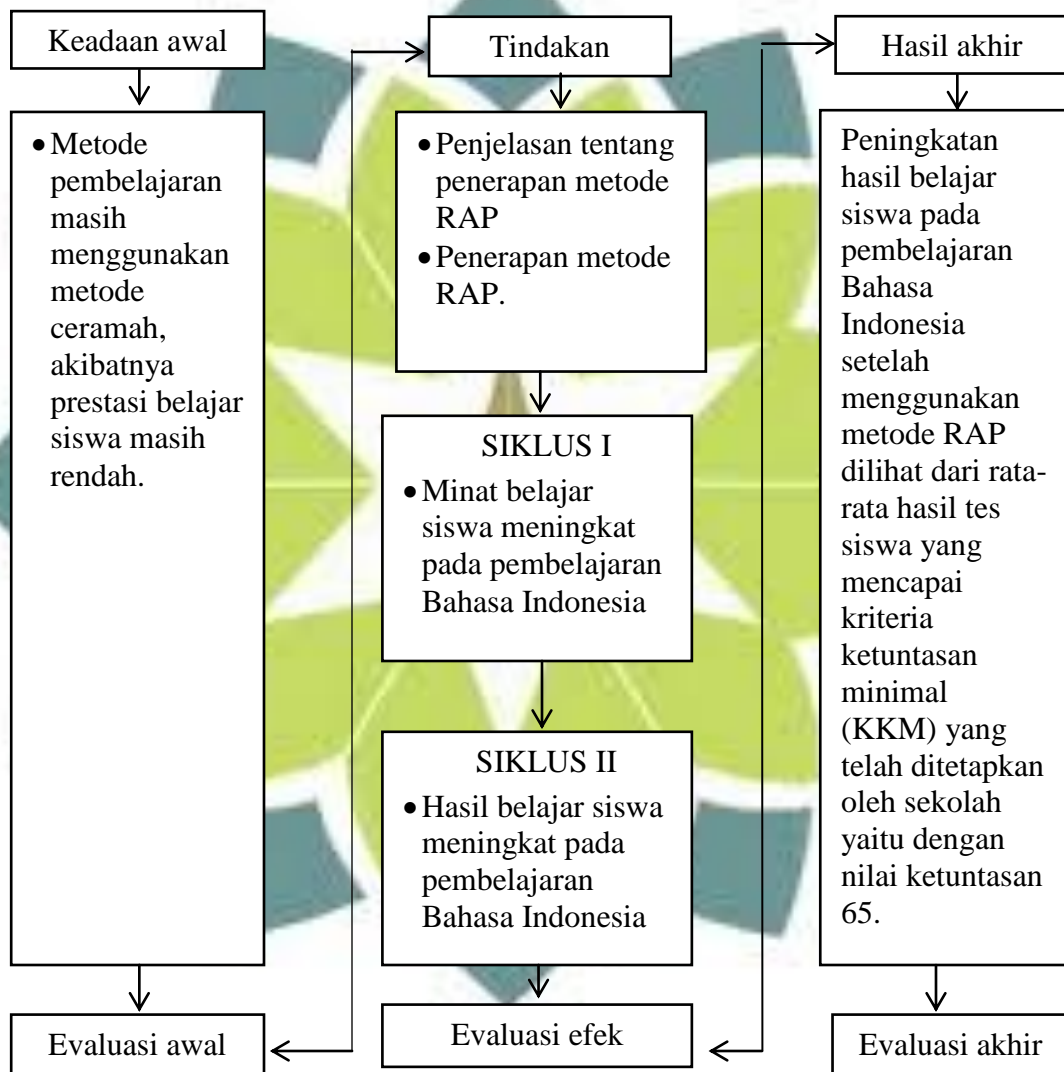 Keadaan awal
• Metode
pembelajaran
masih
menggunakan
metode
ceramah,
akibatnya
prestasi belajar
siswa masih
rendah.
Evaluasi awal
Tindakan
• Penjelasan tentang
penerapan metode
RAP
• Penerapan metode
RAP.
SIKLUS I
• Minat belajar
siswa meningkat
pada pembelajaran
Bahasa Indonesia
SIKLUS II
• Hasil belajar siswa
meningkat pada
pembelajaran
Bahasa Indonesia
Evaluasi efek
Hasil akhir
Peningkatan
hasil belajar
siswa pada
pembelajaran
Bahasa
Indonesia
setelah
menggunakan
metode RAP
dilihat dari rata-
rata hasil tes
siswa yang
mencapai
kriteria
ketuntasan
minimal
(KKM) yang
telah ditetapkan
oleh sekolah
yaitu dengan
nilai ketuntasan
65.
Evaluasi akhir